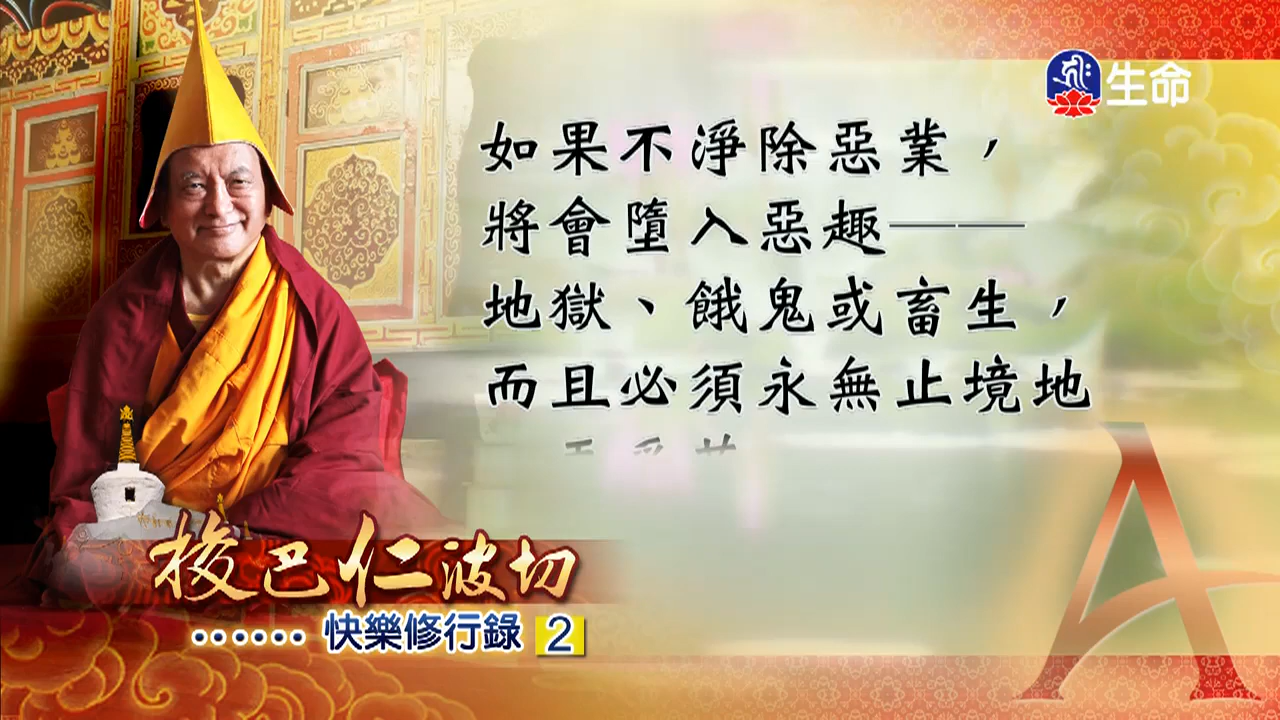 生命
如果不淨除惡業，
將會墮入惡趣——
地獄、餓鬼或畜生，
而且必須永無止境地
梭巴仁波切
……快樂修行錄 2
A